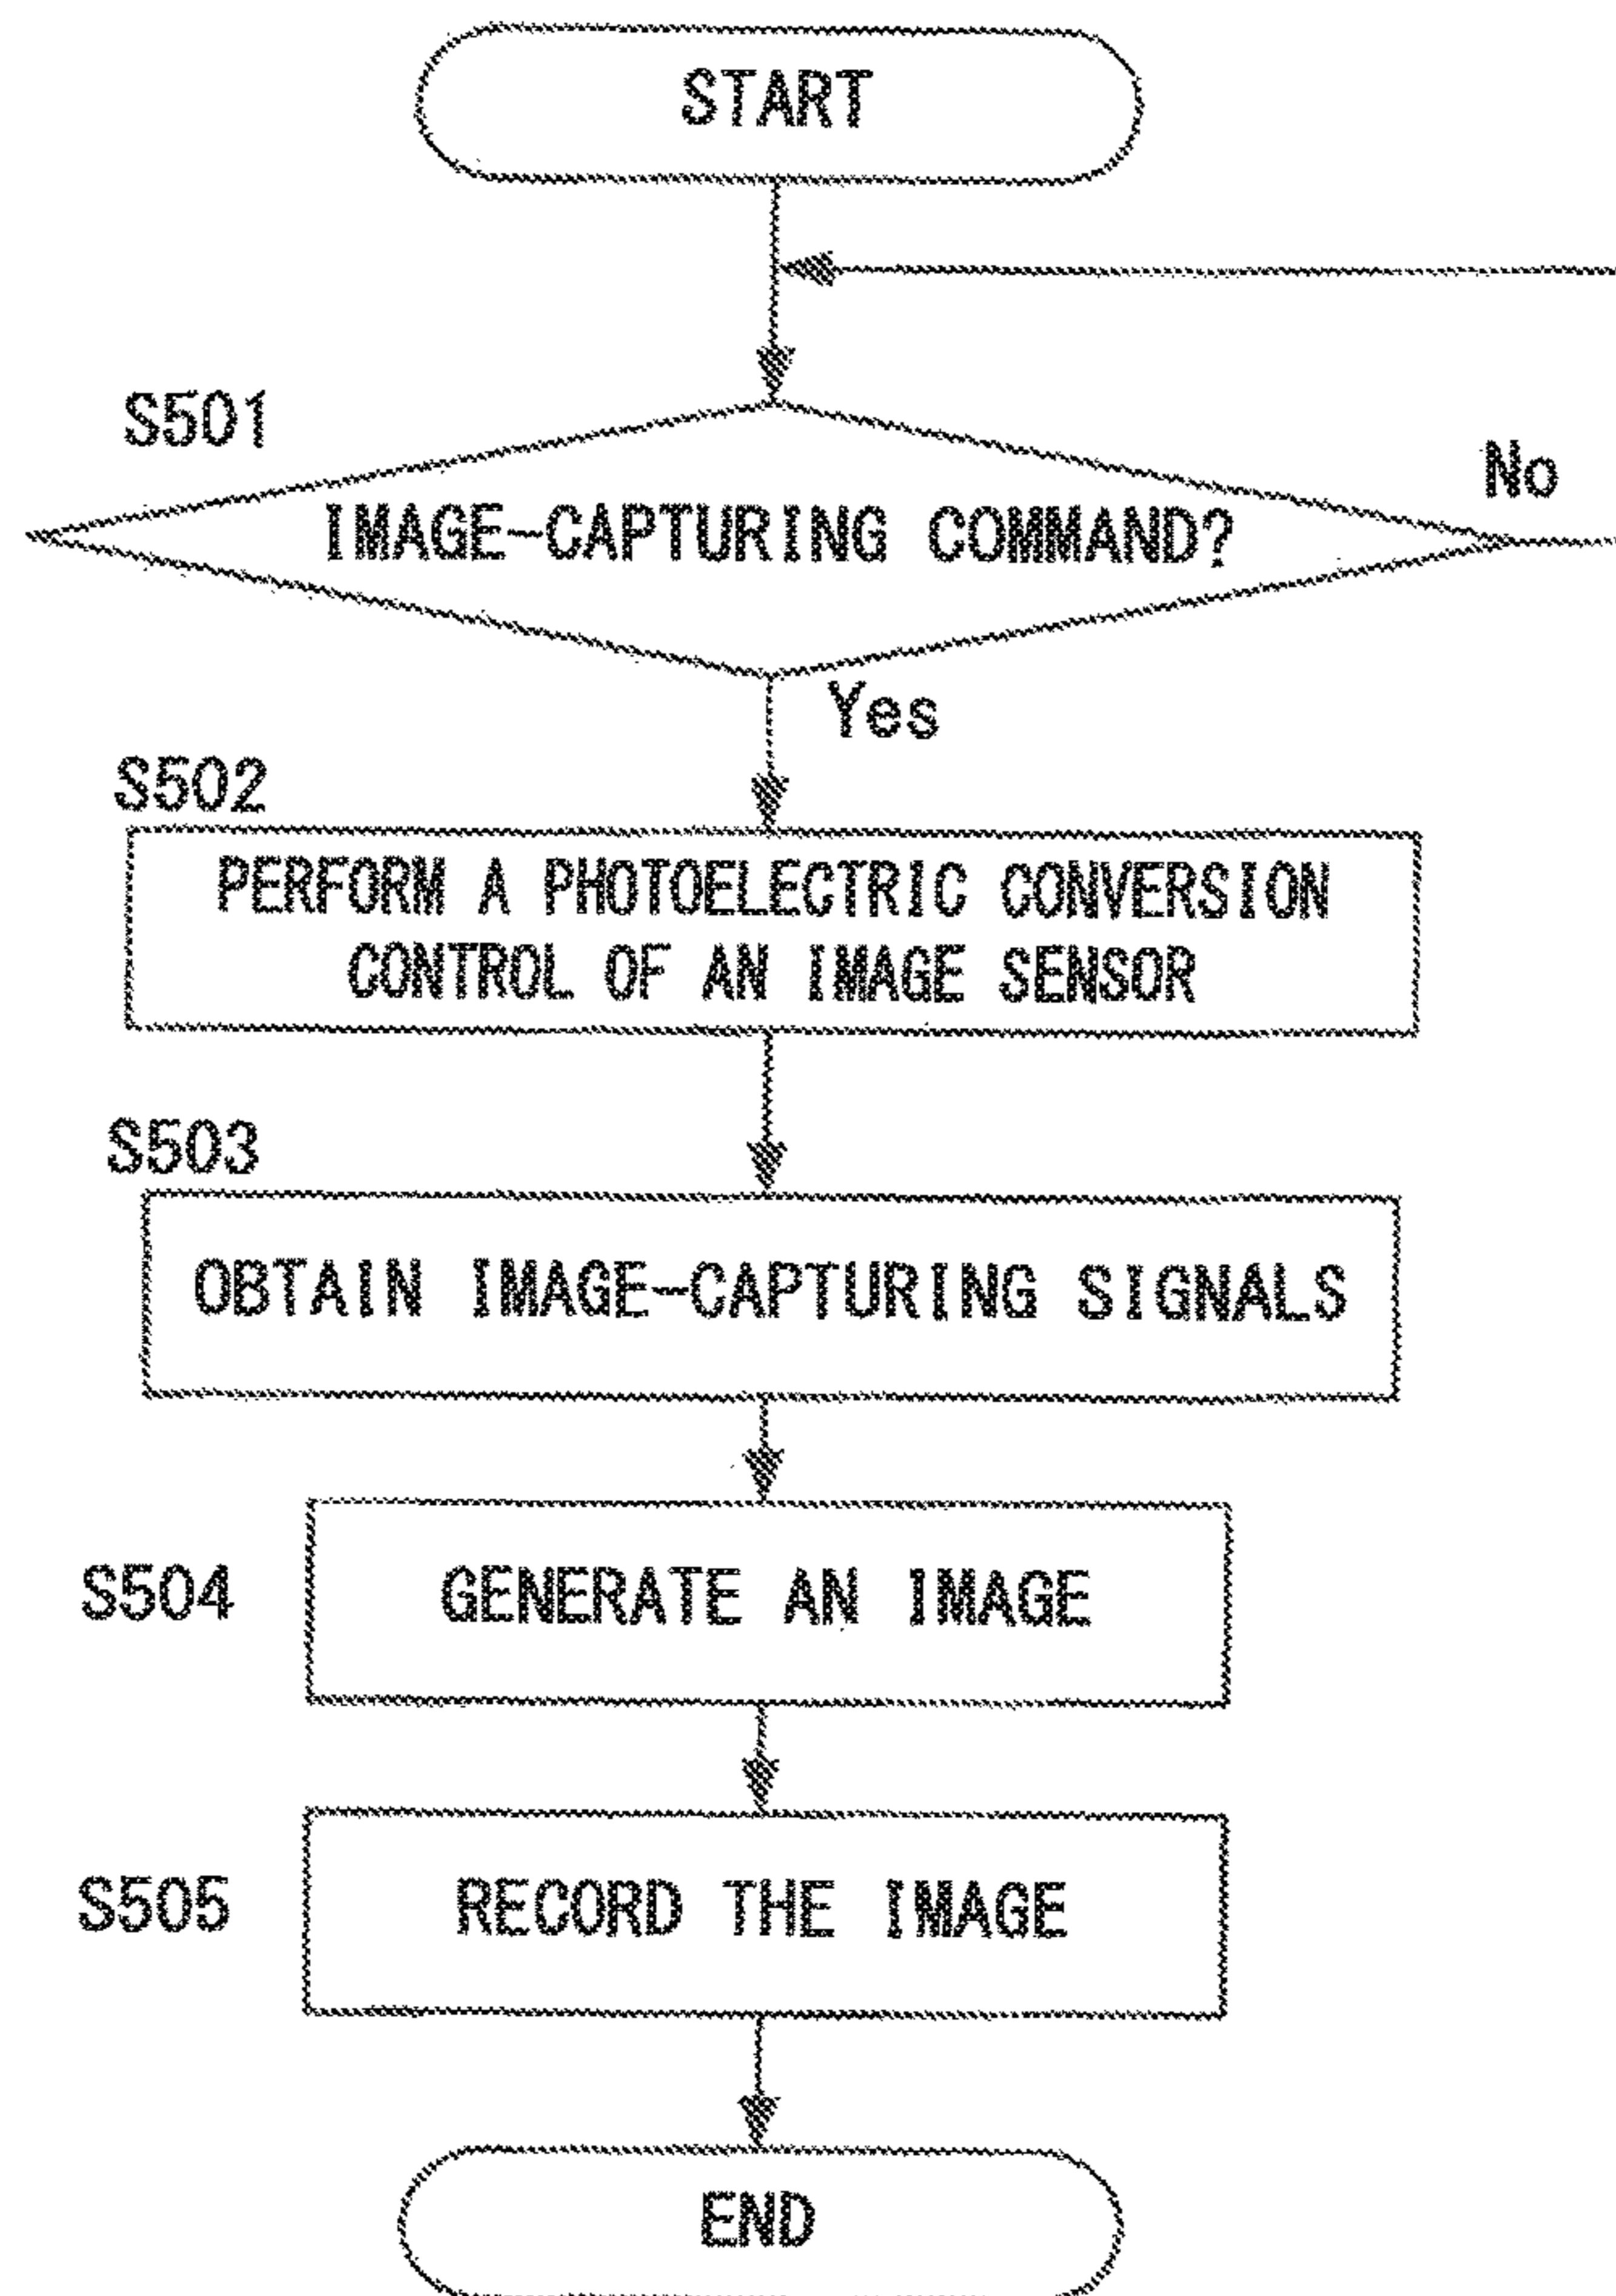 START
S501
No
IMAGE-CAPTURING COMMAND?
Yes
S502
PERFORM A PHOTOELECTRIC CONVERSION
CONTROL OF AN IMAGE SENSOR
S503
OBTAIN IMAGE-CAPTURING SIGNALS
S504
GENERATE AN IMAGE
S505
RECORD THE IMAGE
END